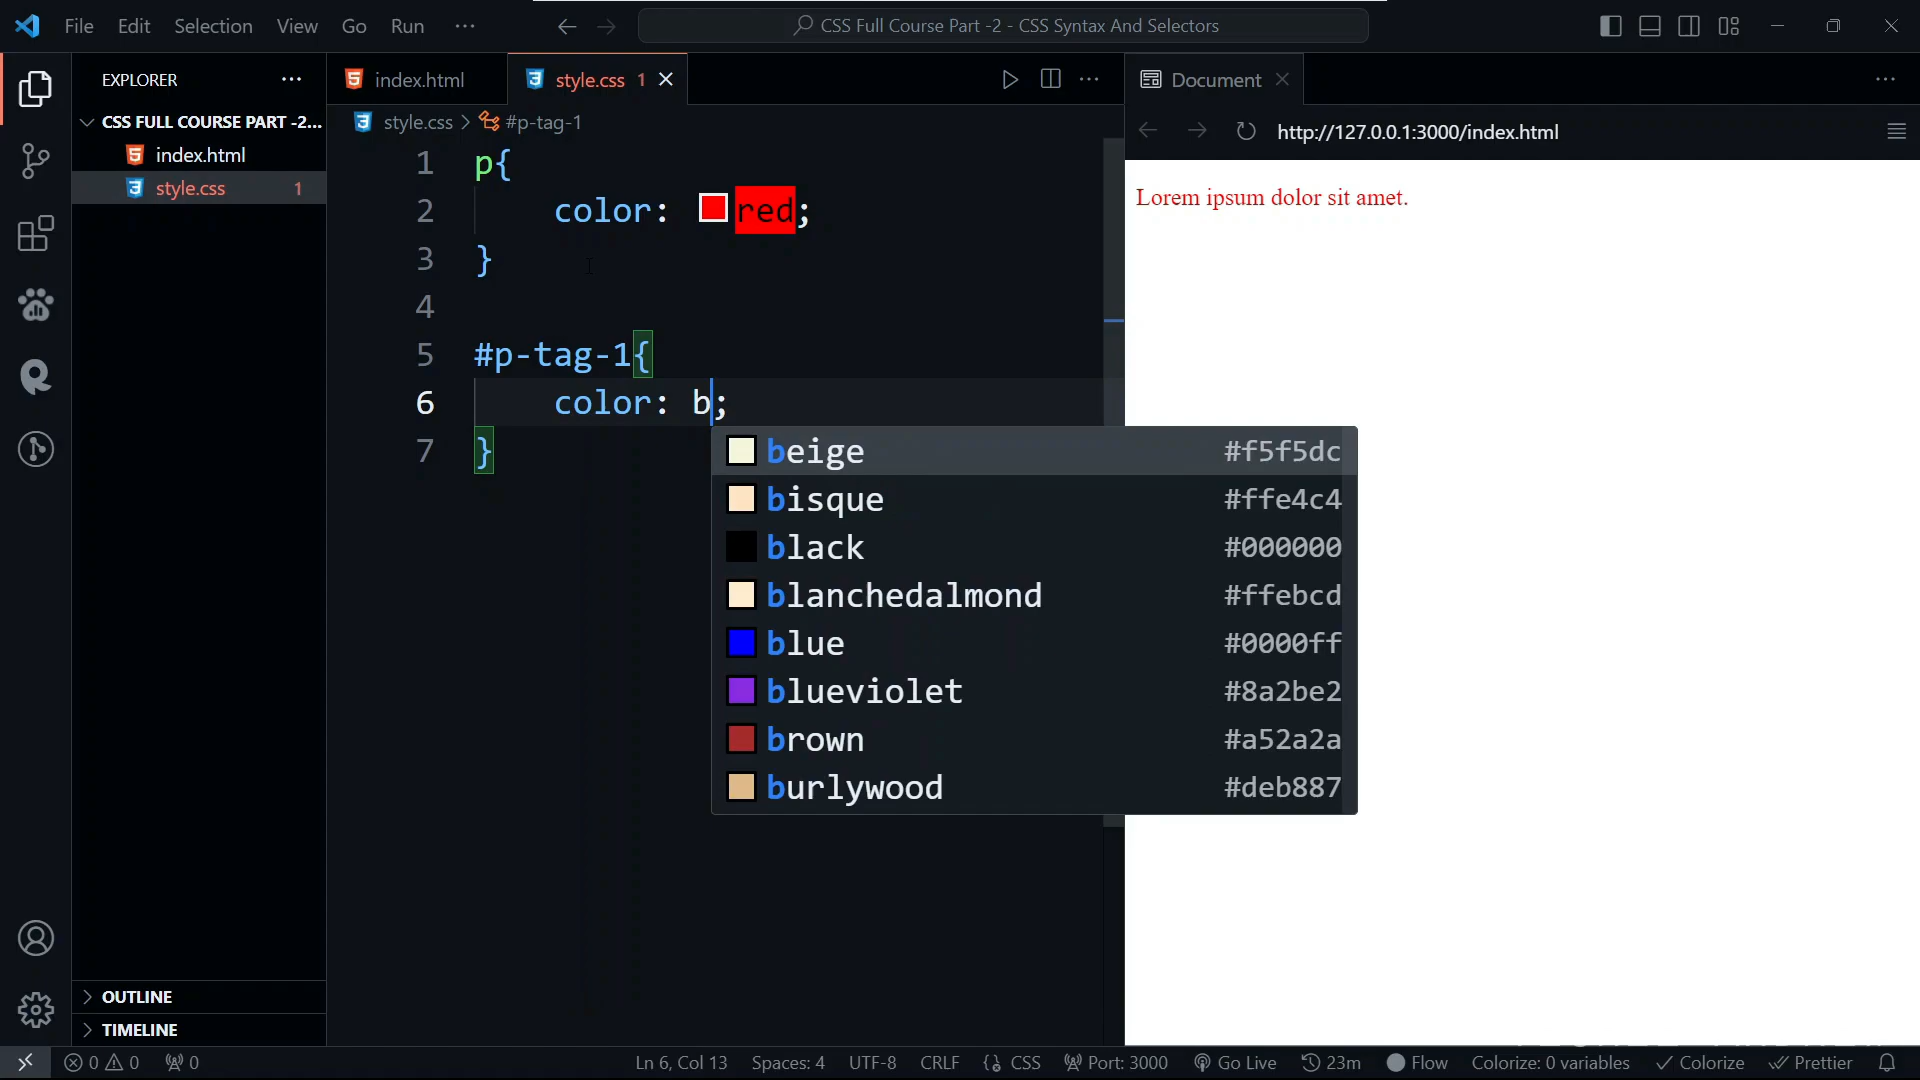 File Edit Selection View Go Run ...
CSS Full Course Part -2 - CSS Syntax And Selectors
EXPLORER
CSS FULL COURSE PART -2...
index.html
style.css 1
index.html
style.css 1
style.css > #p-tag-1
1 p{
2 color: red;
3 }
4
5 #p-tag-1{
6 color: b;
7 }
beige #f5f5dc
bisque #ffe4c4
black #000000
blanchedalmond #ffebcd
blue #0000ff
blueviolet #8a2be2
brown #a52a2a
burlywood #deb887
Document
http://127.0.0.1:3000/index.html
Lorem ipsum dolor sit amet.
OUTLINE
TIMELINE
0 0 0 Ln 6, Col 13 Spaces: 4 UTF-8 CRLF {} CSS Port: 3000 Go Live 23m Flow Colorize: 0 variables Colorize Prettier